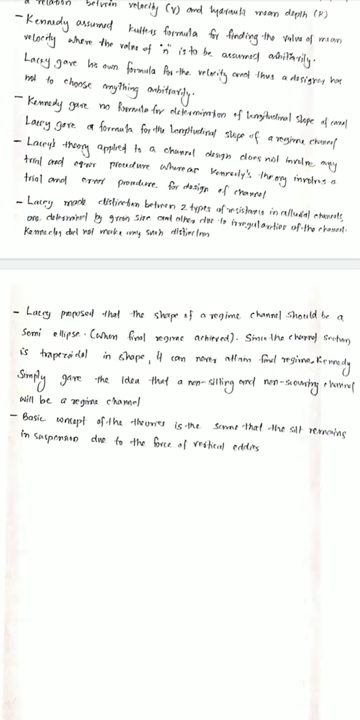 a relation between velocity (V) and hydraulic mean depth (R)
- Kennedy assumed Kutters formula for finding the value of mean
velocity where the value of "n" is to be assumed arbitrarily.
Lacey gave his own formula for the velocity and thus a designer has
not to choose anything arbitrarily.
- Kennedy gave no formula for determination of longitudinal slope of canal
Lacey gave a formula for the longitudinal slope of a regime channel
- Lacey's theory applied to a channel design does not involve any
trial and error procedure whereas Kennedy's theory involves a
trial and error procedure for design of channel
- Lacey made distinction between 2 types of resistance in alluvial channels,
one determined by grain size and other due to irregularities of the channel.
Kennedy did not make any such distinction
- Lacey proposed that the shape of a regime channel should be a
semi ellipse. (when final regime achieved). Since the channel section
is trapezoidal in shape, it can never attain final regime. Kennedy
simply gave the idea that a non-silting and non-scouring channel
will be a regime channel
- Basic concept of the theories is the same that the silt remains
in suspension due to the force of vertical eddies